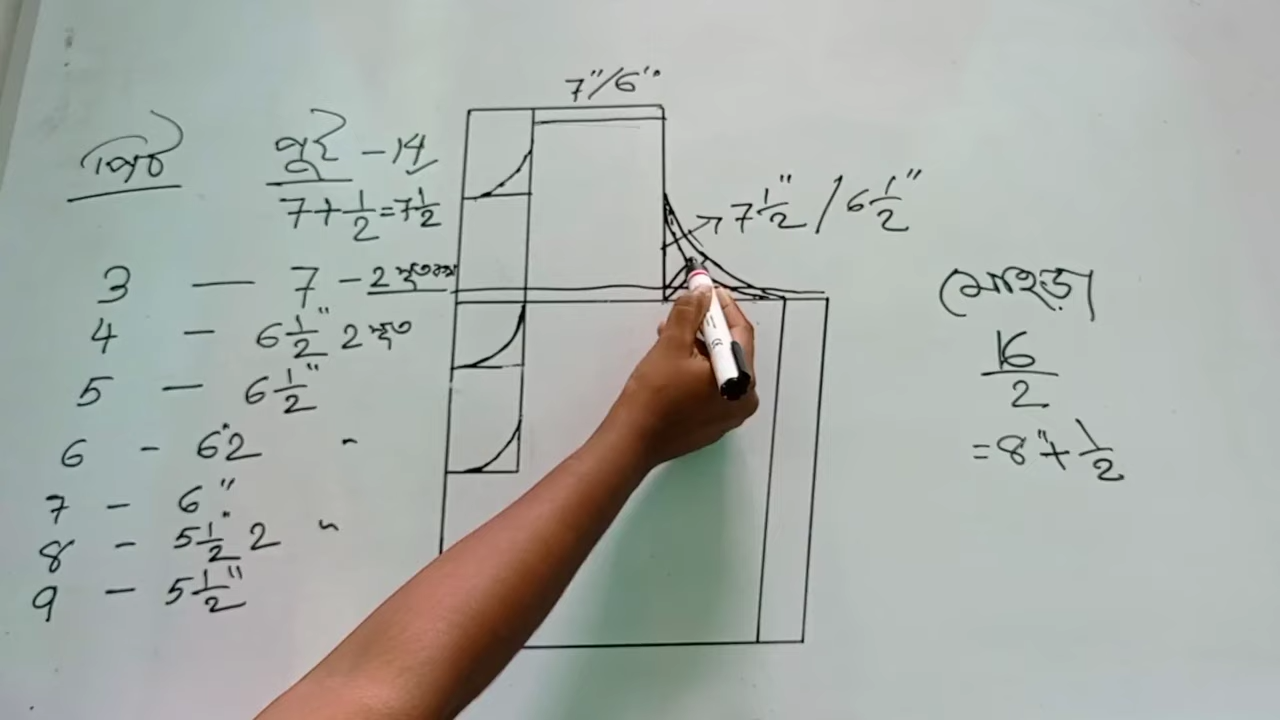 7"/6"
পিঠ
পুট - 14
7+1/2=7 1/2
3 — 7 - 2 সুত কম
4 - 6 1/2" 2 সুত
5 — 6 1/2"
6 - 6"2 "
7 - 6"
8 - 5 1/2" 2 "
9 - 5 1/2"
7 1/2" / 6 1/2"
মোহড়া
16
2
=8"+1/2